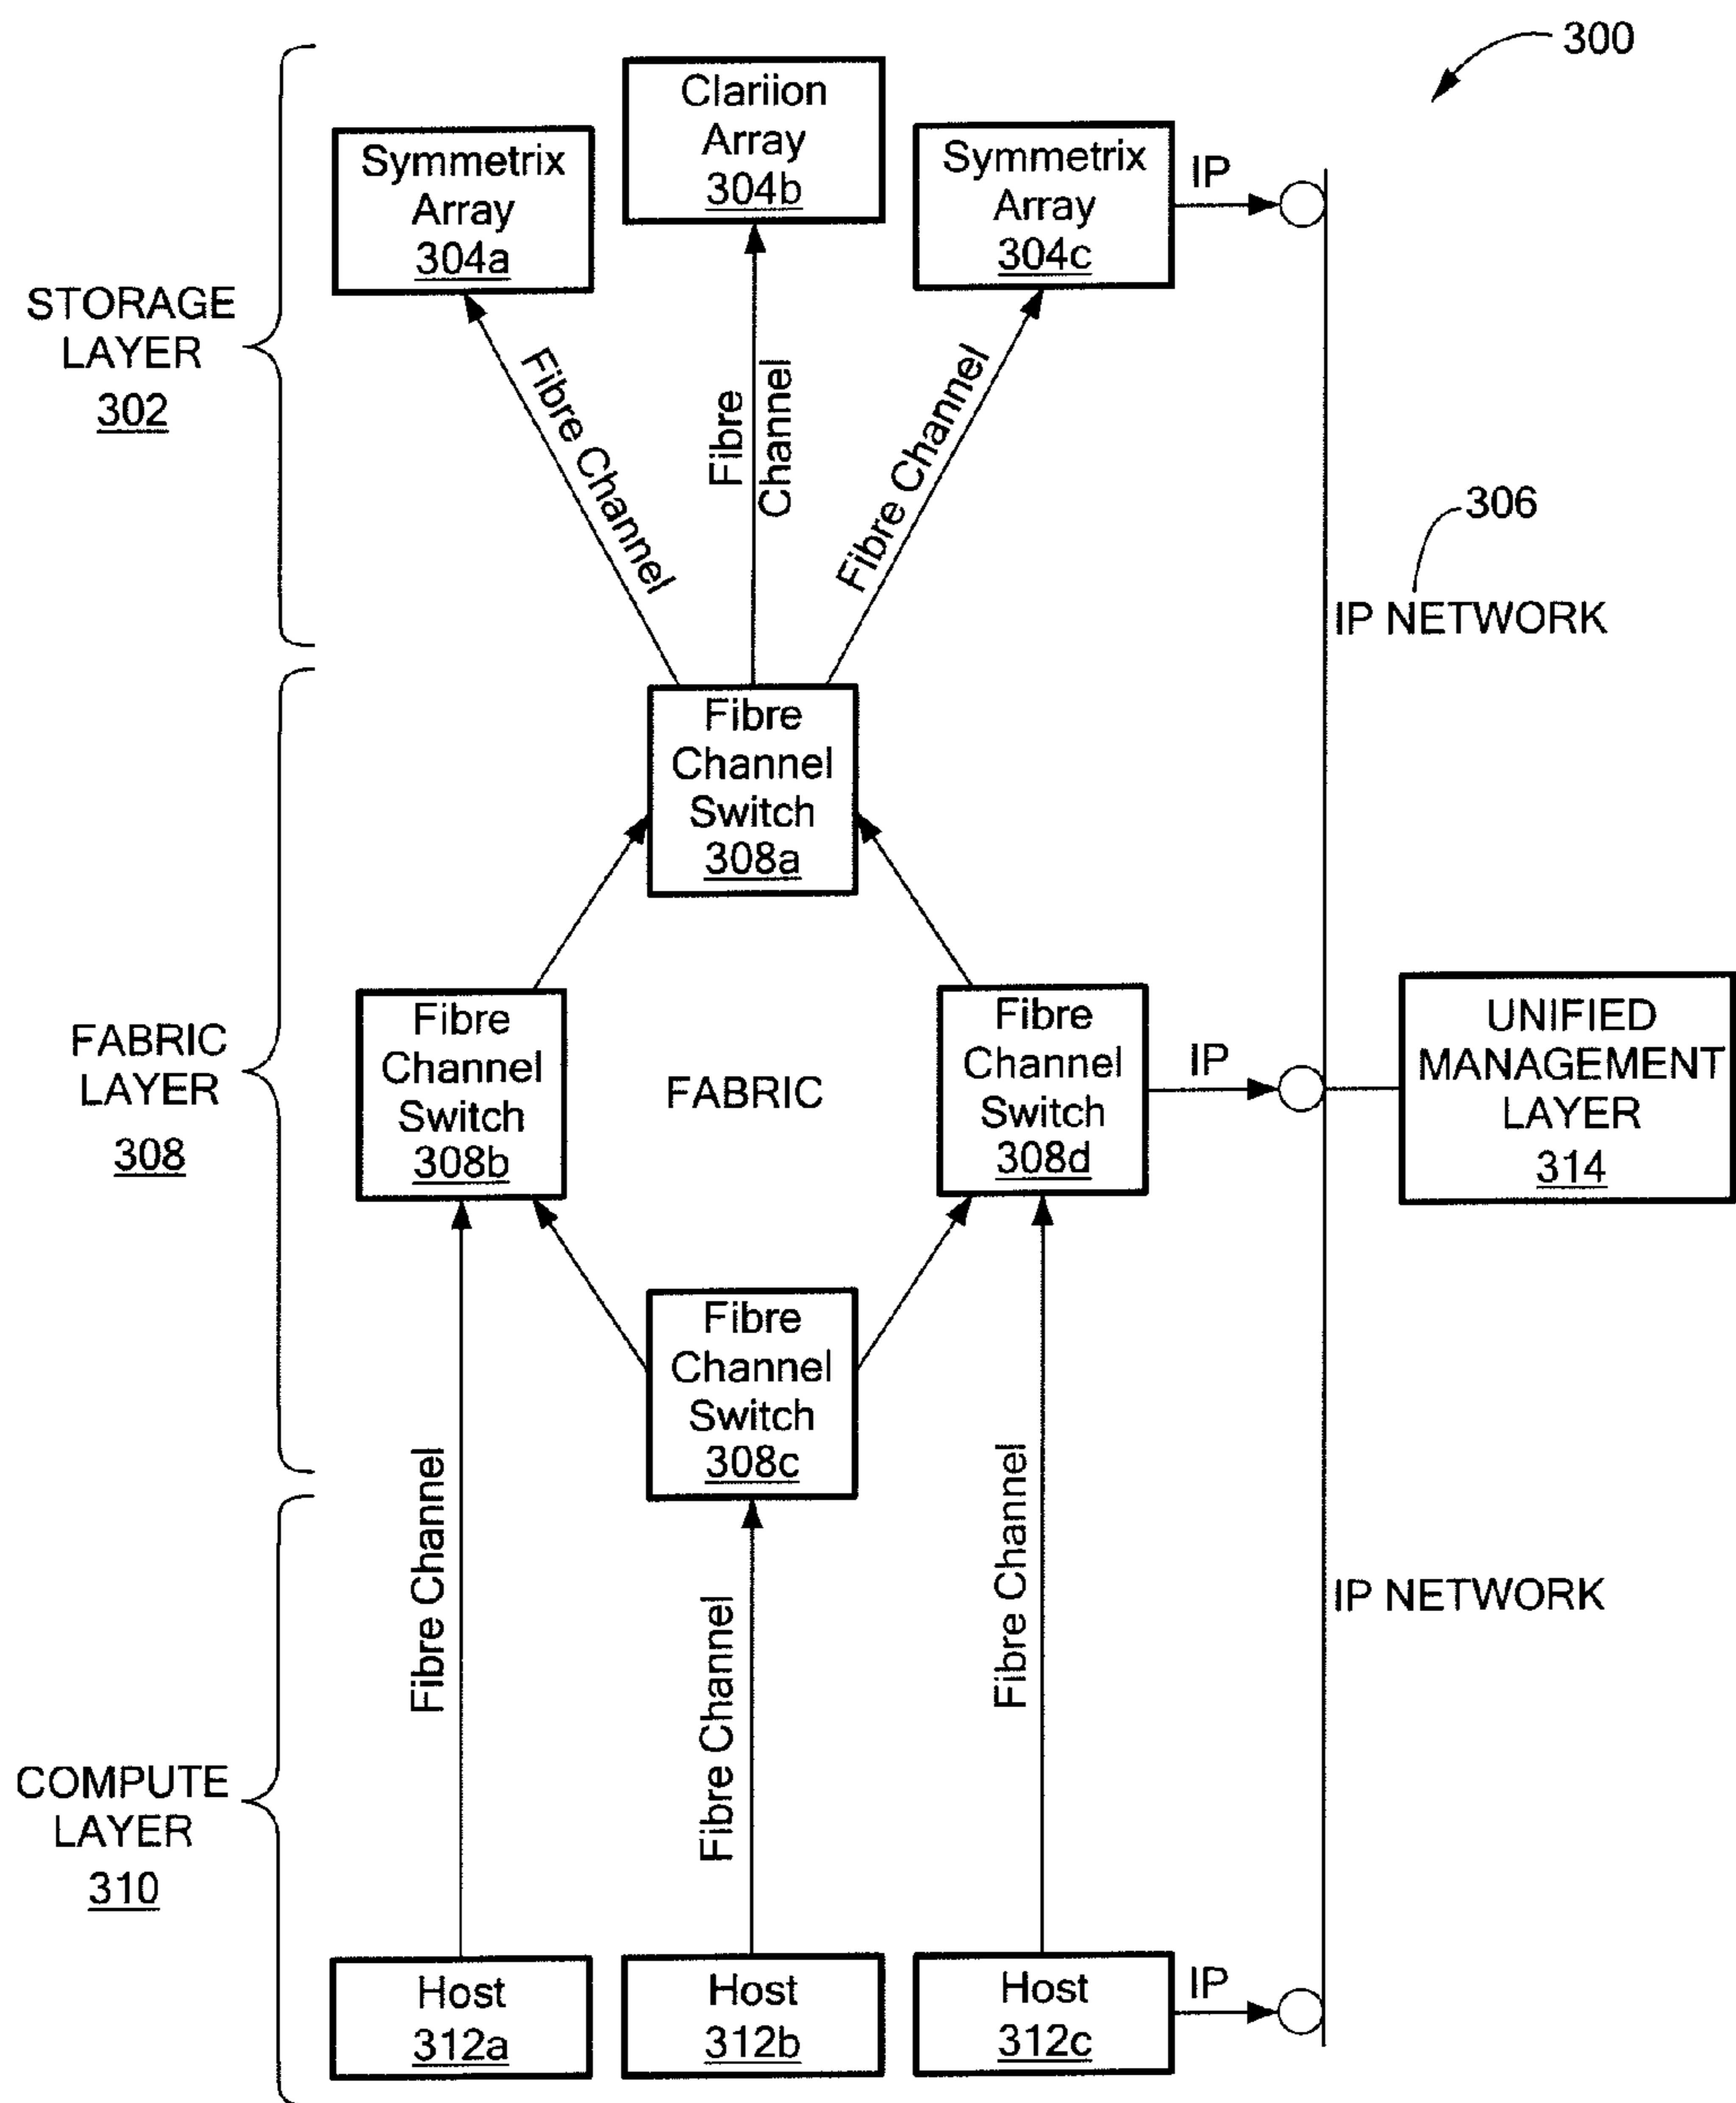 300
Clariion
Array
304b
Symmetrix
Array
304a
Symmetrix
Array
304c
IP
STORAGE
LAYER
302
Fibre Channel
Fibre
Channel
Fibre Channel
306
IP NETWORK
Fibre
Channel
Switch
308a
FABRIC
LAYER
308
Fibre
Channel
Switch
308b
FABRIC
Fibre
Channel
Switch
308d
IP
UNIFIED
MANAGEMENT
LAYER
314
Fibre
Channel
Switch
308c
Fibre Channel
Fibre Channel
Fibre Channel
IP NETWORK
COMPUTE
LAYER
310
Host
312a
Host
312b
Host
312c
IP